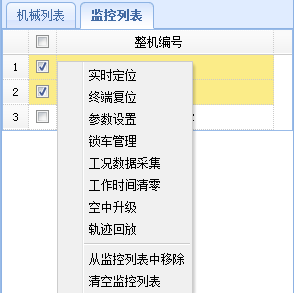 机械列表 监控列表
整机编号
1
2
3
实时定位
终端复位
参数设置
锁车管理
工况数据采集
工作时间清零
空中升级
轨迹回放
从监控列表中移除
清空监控列表